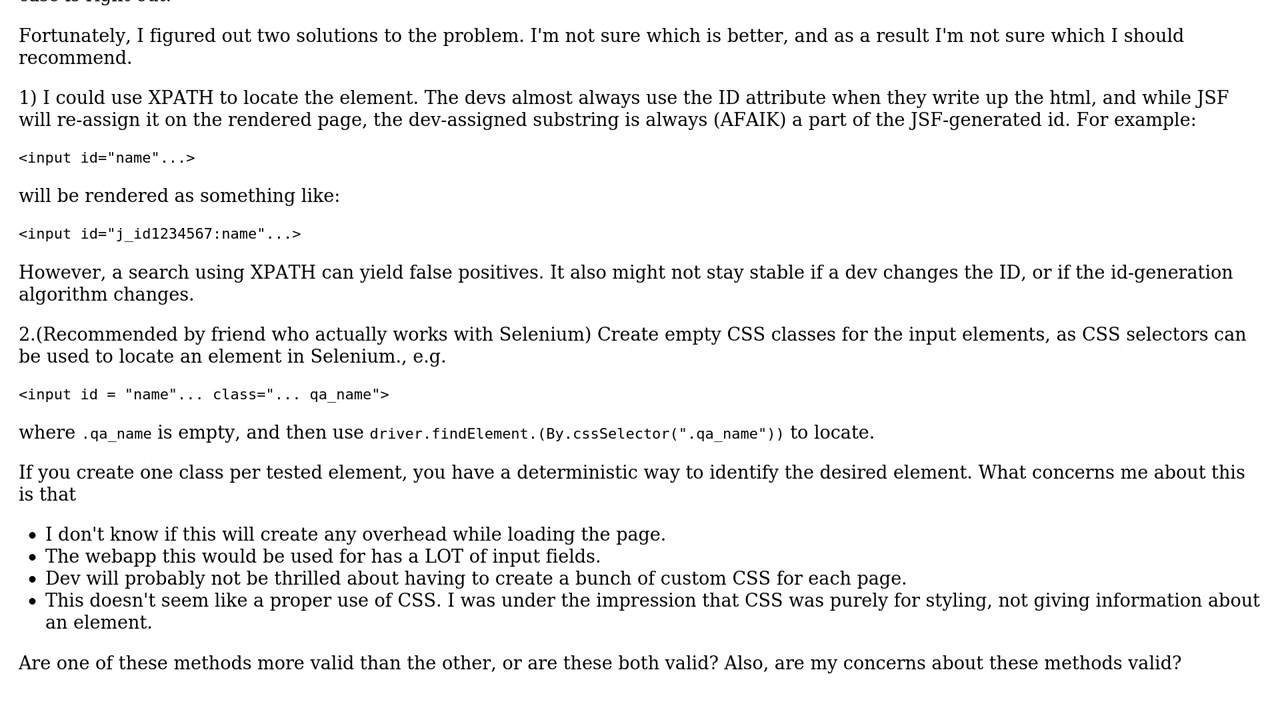 Fortunately, I figured out two solutions to the problem. I'm not sure which is better, and as a result I'm not sure which I should
recommend.
1) I could use XPATH to locate the element. The devs almost always use the ID attribute when they write up the html, and while JSF
will re-assign it on the rendered page, the dev-assigned substring is always (AFAIK) a part of the JSF-generated id. For example:
<input id="name"...>
will be rendered as something like:
<input id="j_id1234567:name"...>
However, a search using XPATH can yield false positives. It also might not stay stable if a dev changes the ID, or if the id-generation
algorithm changes.
2.(Recommended by friend who actually works with Selenium) Create empty CSS classes for the input elements, as CSS selectors can
be used to locate an element in Selenium., e.g.
<input id = "name"... class="... qa_name">
where .qa_name is empty, and then use driver.findElement.(By.cssSelector(".qa_name")) to locate.
If you create one class per tested element, you have a deterministic way to identify the desired element. What concerns me about this
is that
• I don't know if this will create any overhead while loading the page.
• The webapp this would be used for has a LOT of input fields.
• Dev will probably not be thrilled about having to create a bunch of custom CSS for each page.
• This doesn't seem like a proper use of CSS. I was under the impression that CSS was purely for styling, not giving information about
an element.
Are one of these methods more valid than the other, or are these both valid? Also, are my concerns about these methods valid?